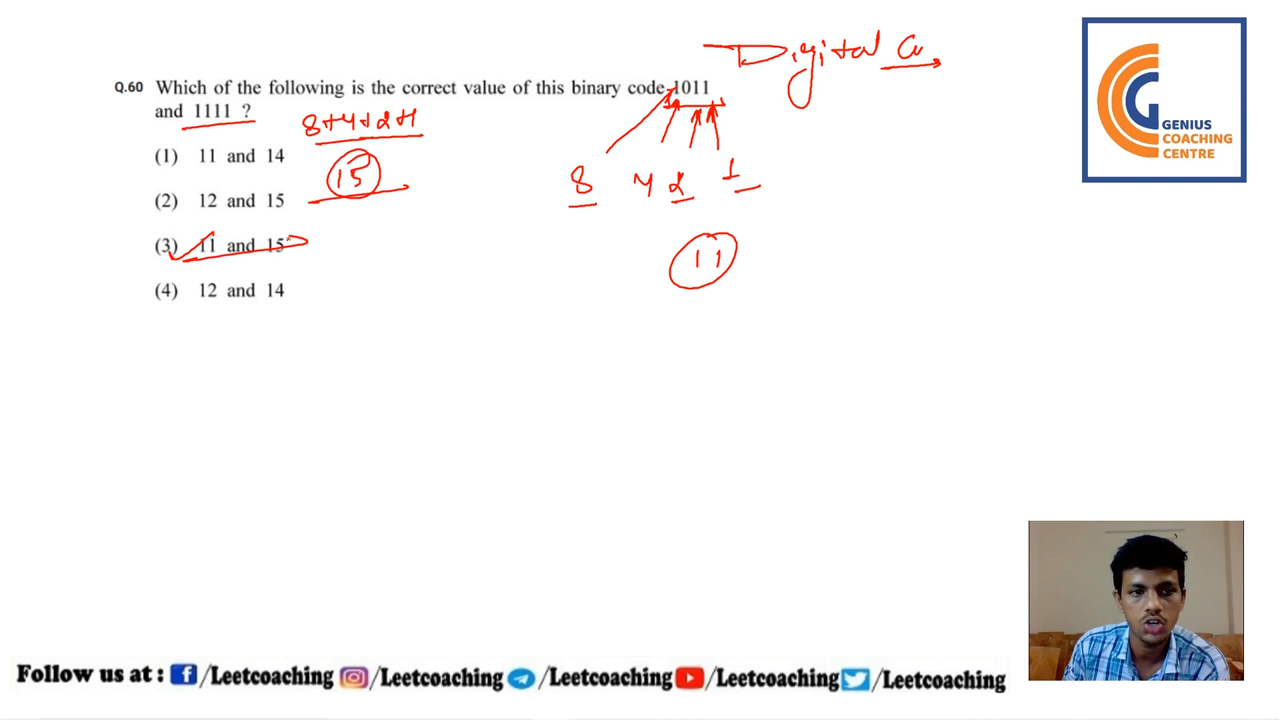 Digital
Q.60 Which of the following is the correct value of this binary code 1011
and 1111 ?
8+4+2+1
(1) 11 and 14
15
8 4 2 1
(2) 12 and 15
(3) 11 and 15
11
(4) 12 and 14
GENIUS
COACHING
CENTRE
Follow us at : /Leetcoaching /Leetcoaching /Leetcoaching /Leetcoaching /Leetcoaching